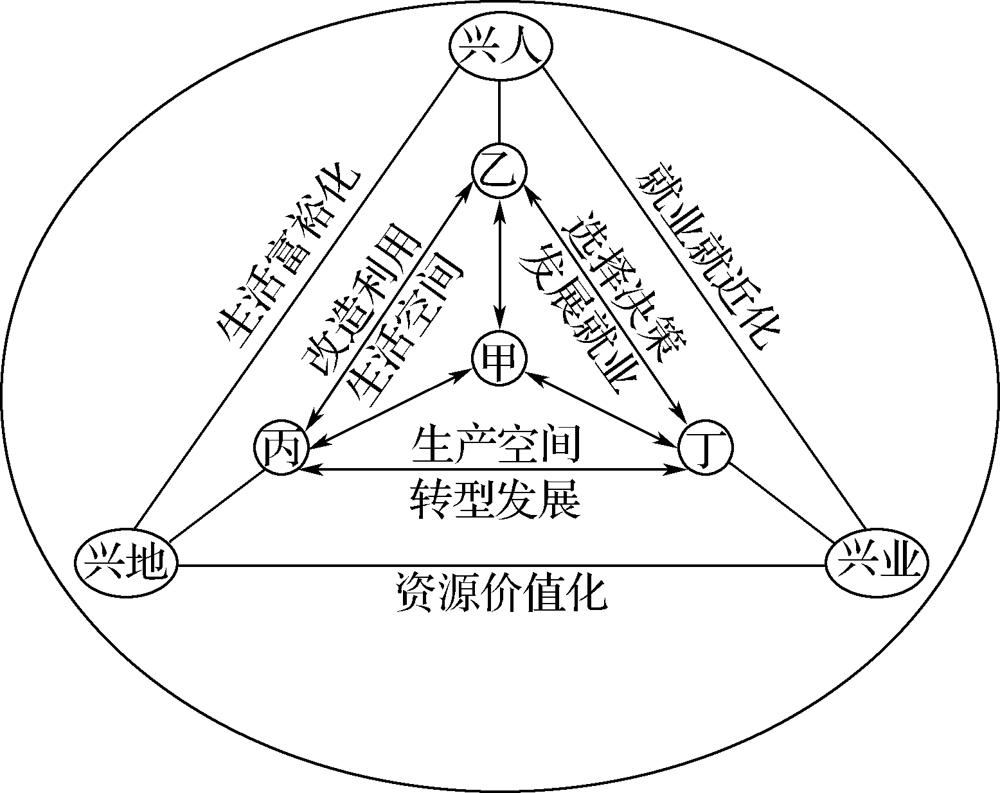 兴人
乙
生活富裕化
改造利用
生活空间
选择决策
发展就业
就业就近化
甲
丙
生产空间
转型发展
丁
兴地
兴业
资源价值化